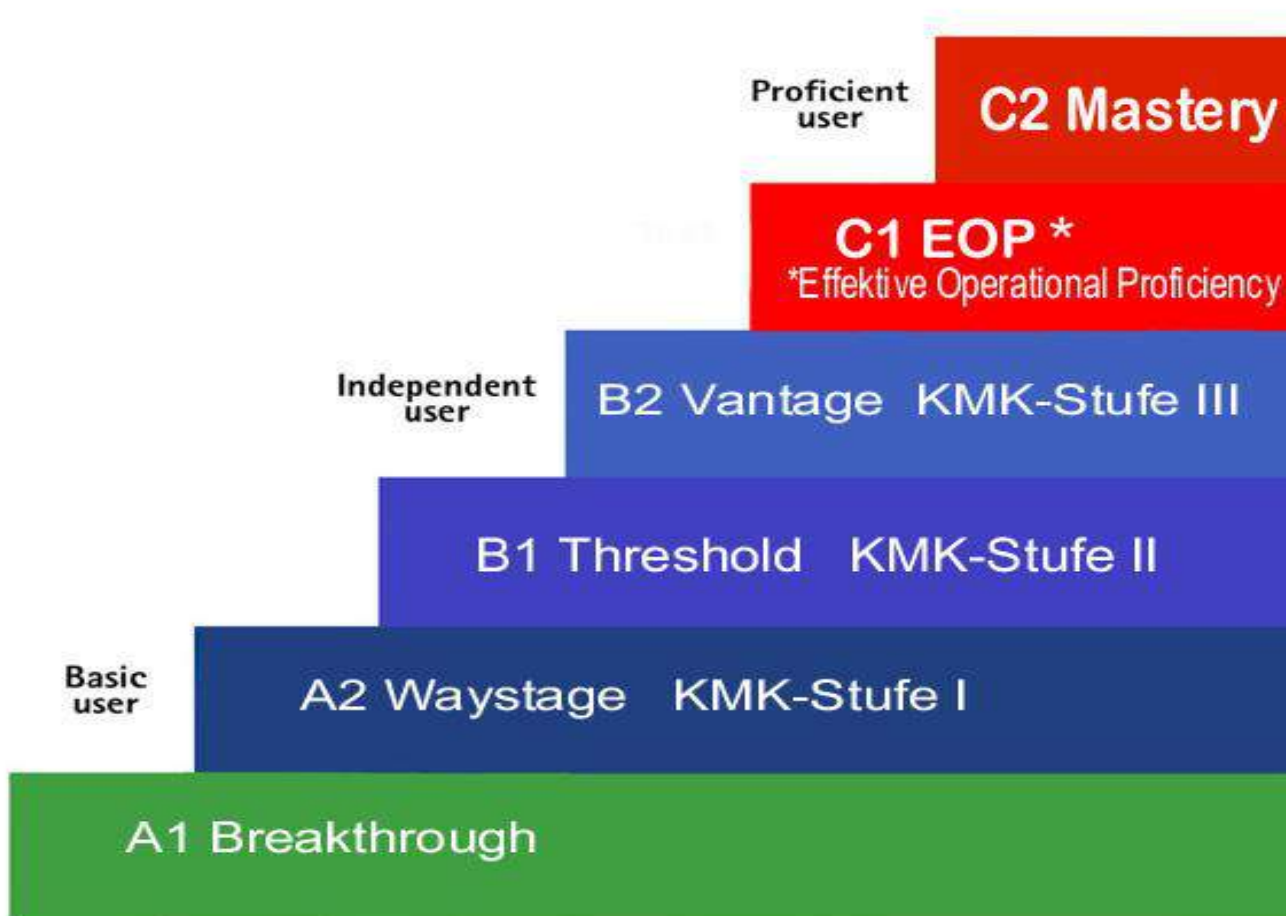 Proficient
user
C2 Mastery
C1 EOP *
*Effektive Operational Proficiency
Independent
user
B2 Vantage KMK-Stufe III
B1 Threshold KMK-Stufe II
Basic
user
A2 Waystage KMK-Stufe I
A1 Breakthrough